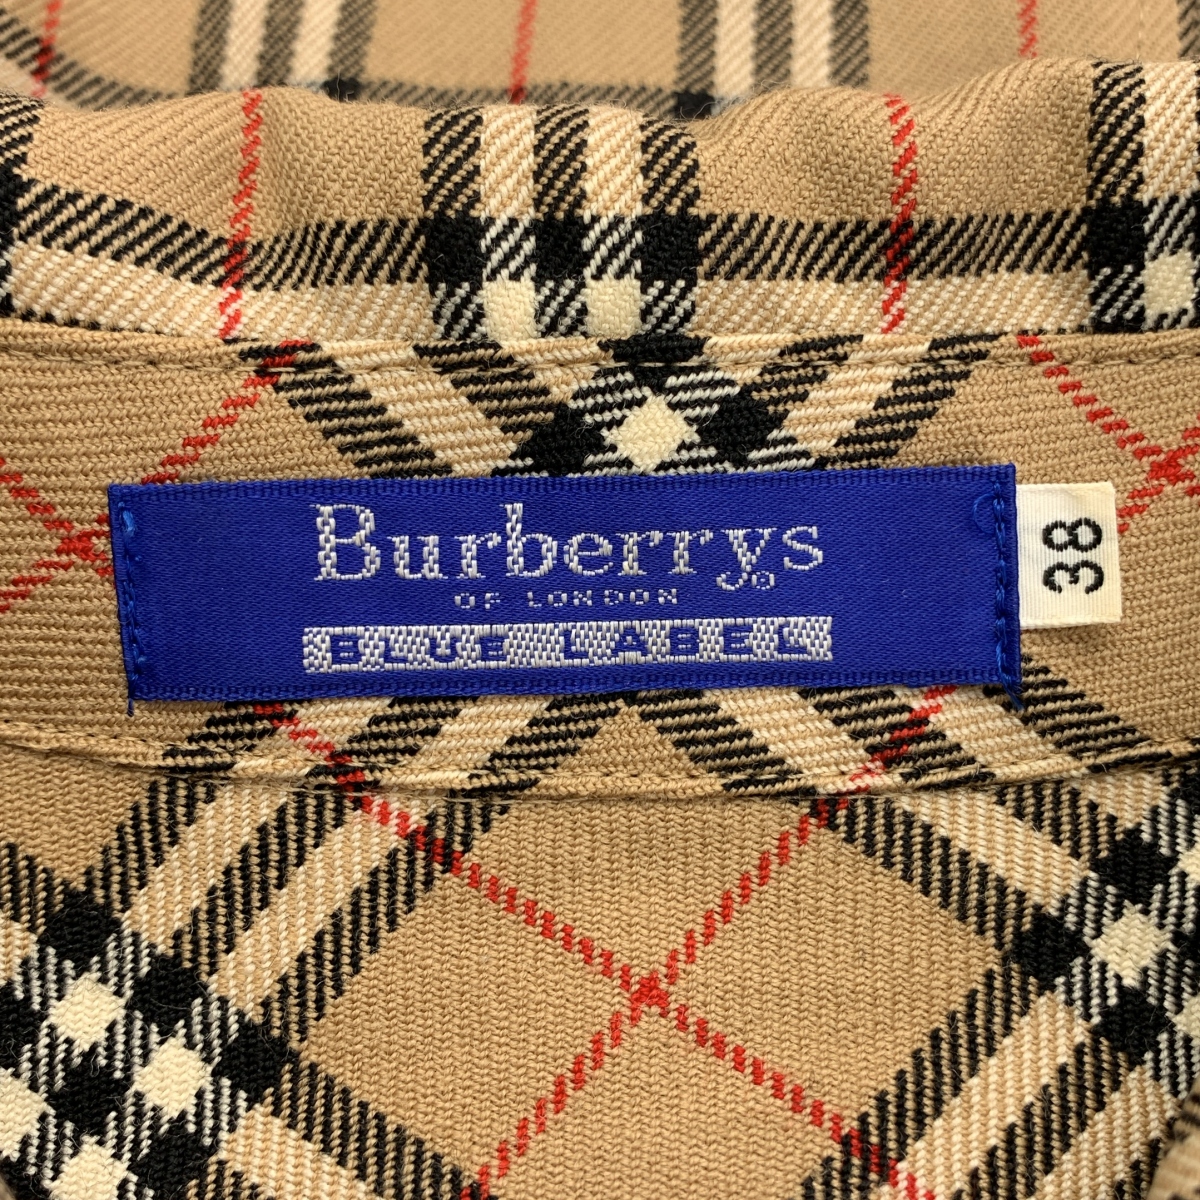 Burberrys®
OF LONDON
BLUE LABEL
38